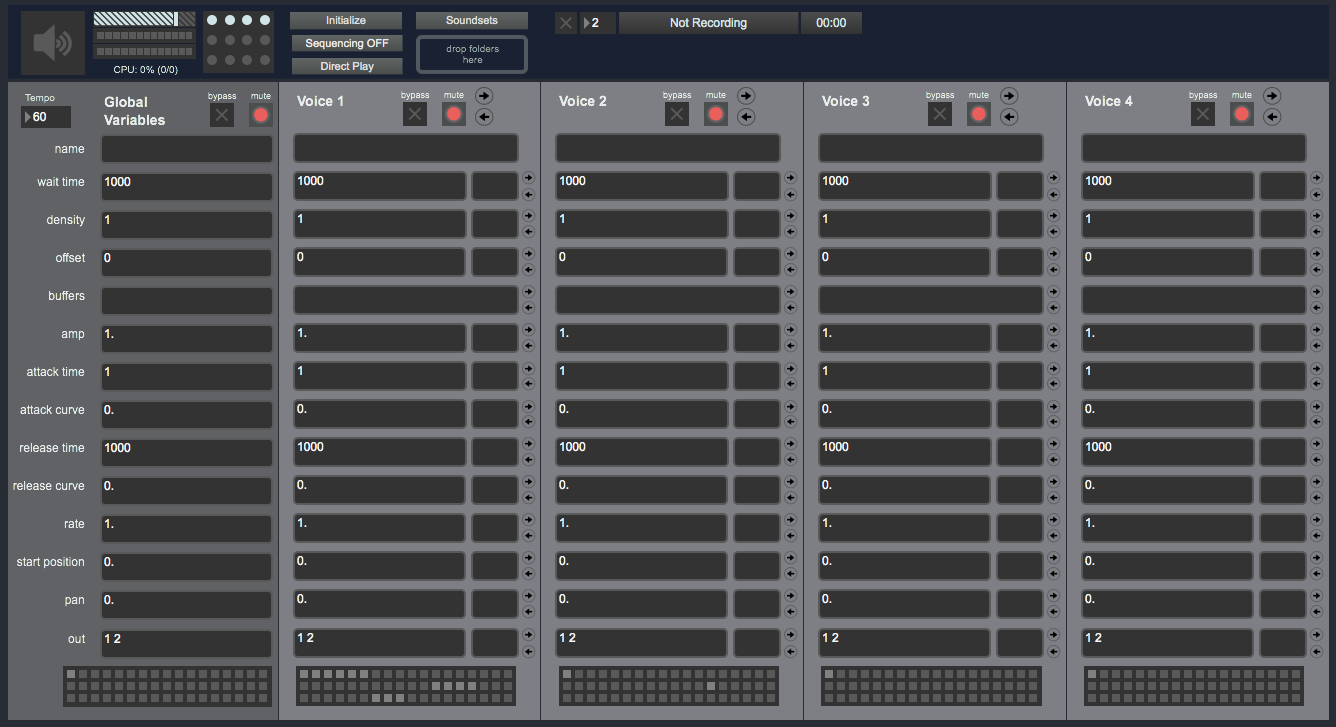 Initialize
Soundsets
2
Not Recording
00:00
Sequencing OFF
drop folders
here
Direct Play
CPU: 0% (0/0)
Tempo
60
Global
Variables
bypass
mute
Voice 1
bypass
mute
Voice 2
bypass
mute
Voice 3
bypass
mute
Voice 4
bypass
mute
name
wait time
1000
1000
1000
1000
1000
density
1
1
1
1
1
offset
0
0
0
0
0
buffers
amp
1.
1.
1.
1.
1.
attack time
1
1
1
1
1
attack curve
0.
0.
0.
0.
0.
release time
1000
1000
1000
1000
1000
release curve
0.
0.
0.
0.
0.
rate
1.
1.
1.
1.
1.
start position
0.
0.
0.
0.
0.
pan
0.
0.
0.
0.
0.
out
1 2
1 2
1 2
1 2
1 2